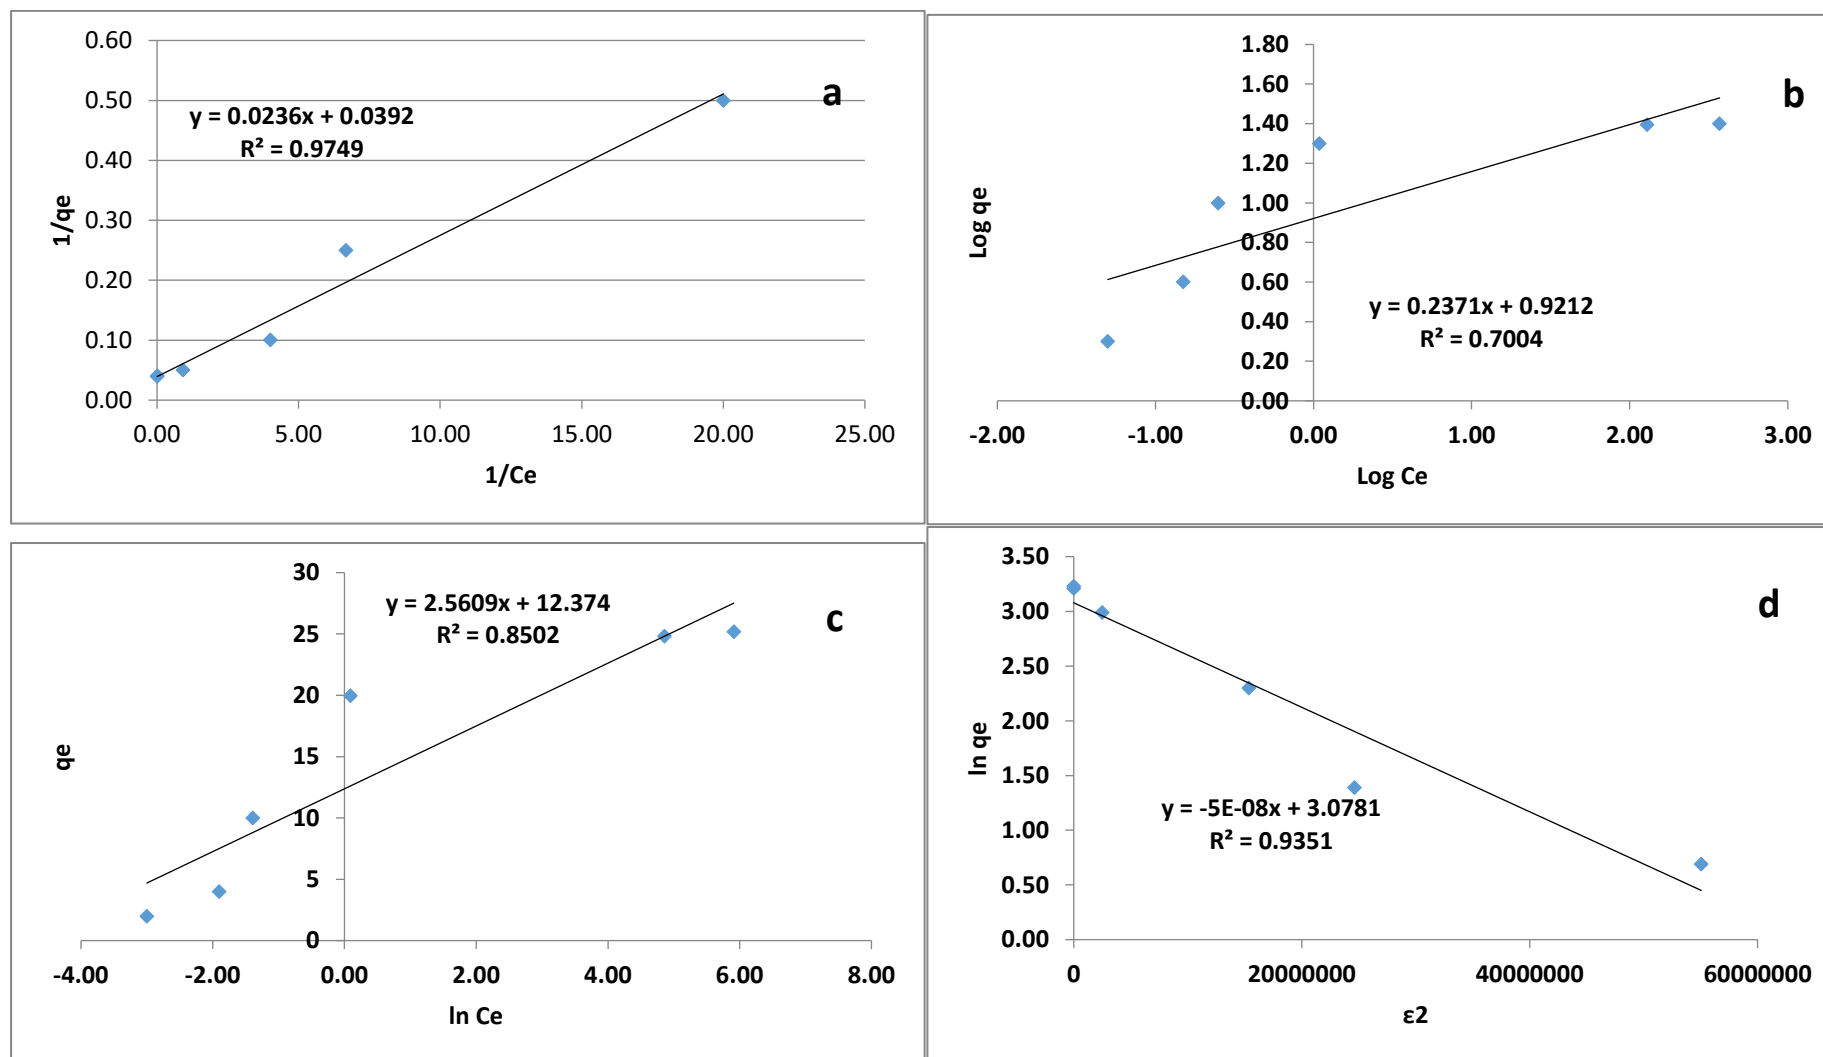 0.60
0.50
0.40
0.30
0.20
0.10
0.00
0.00 5.00 10.00 15.00 20.00 25.00
1/qe
1/Ce
y = 0.0236x + 0.0392
R² = 0.9749
a
1.80
1.60
1.40
1.20
1.00
0.80
0.60
0.40
0.20
0.00
-2.00 -1.00 0.00 1.00 2.00 3.00
Log qe
Log Ce
y = 0.2371x + 0.9212
R² = 0.7004
b
30
25
20
15
10
5
0
-4.00 -2.00 0.00 2.00 4.00 6.00 8.00
qe
ln Ce
y = 2.5609x + 12.374
R² = 0.8502
c
3.50
3.00
2.50
2.00
1.50
1.00
0.50
0.00
0 20000000 40000000 60000000
ln qe
ε2
y = -5E-08x + 3.0781
R² = 0.9351
d